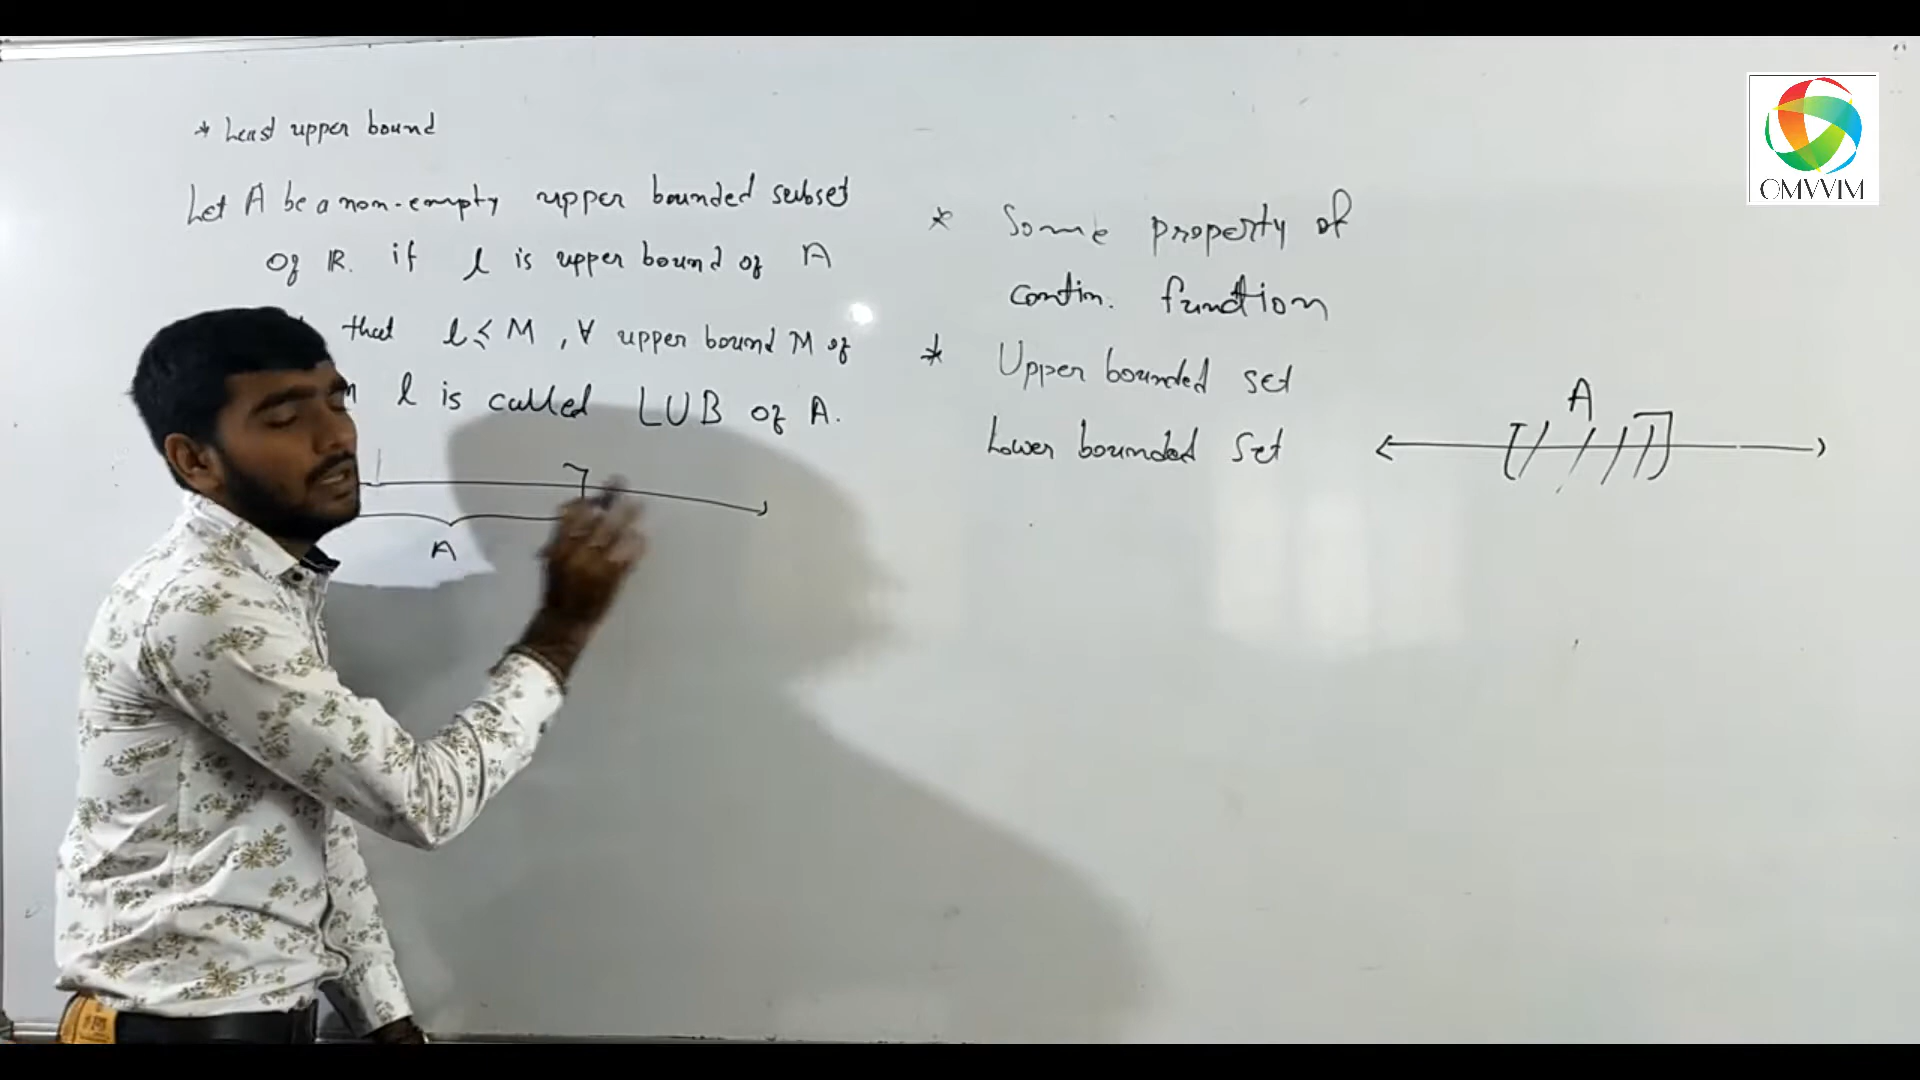 * Least upper bound
Let A be a non-empty upper bounded subset
of R. if l is upper bound of A
that l ≤ M, ∀ upper bound M of
l is called LUB of A.
A
* Some property of
contin. function
* Upper bounded set
Lower bounded set
A
OMVVIM